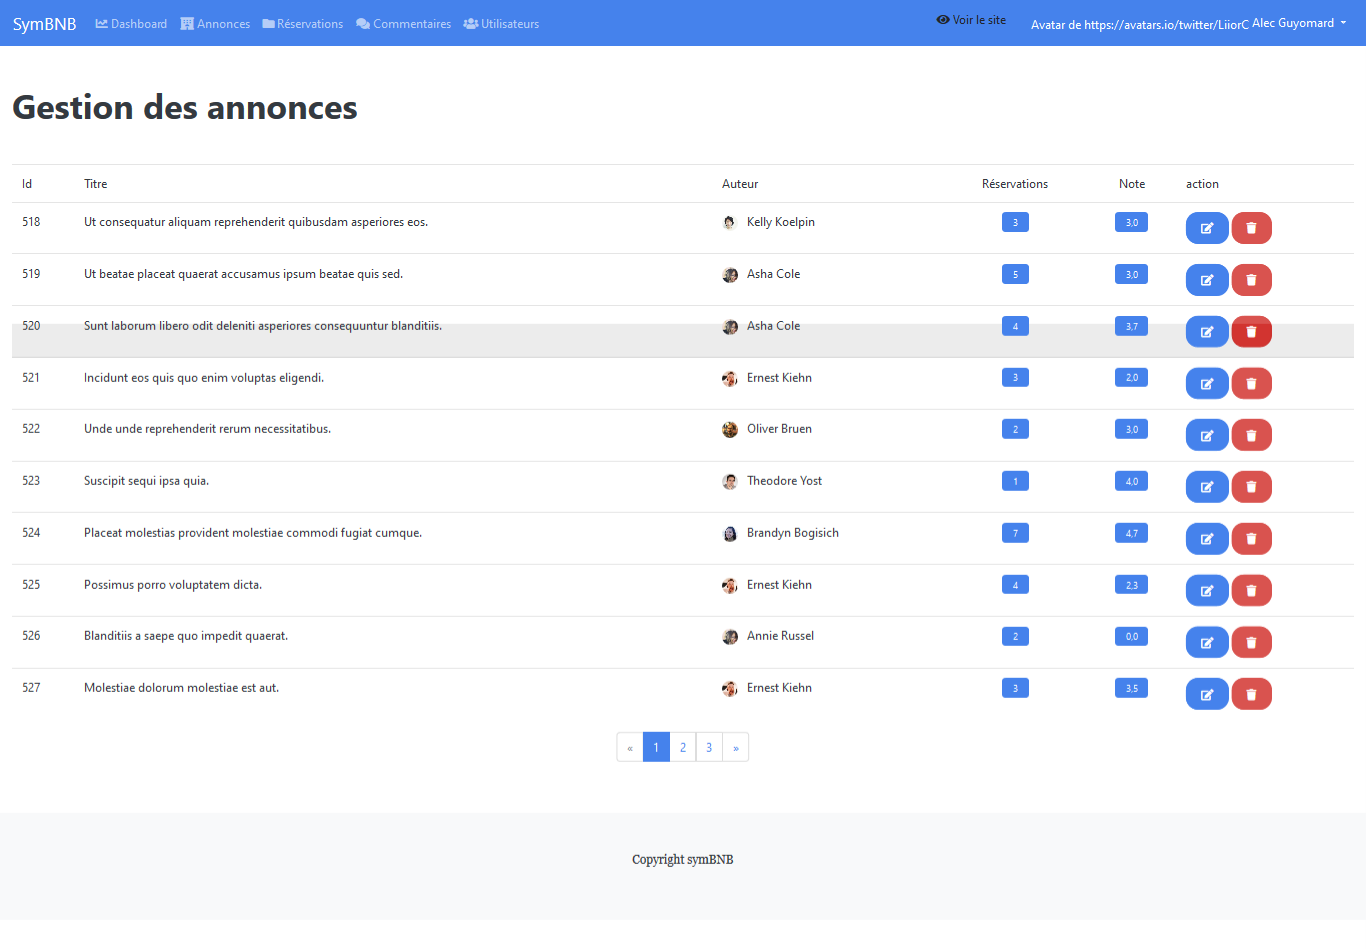 SymBNB Dashboard Annonces Réservations Commentaires Utilisateurs Voir le site Avatar de https://avatars.io/twitter/LiiorC Alec Guyomard
Gestion des annonces
Id Titre Auteur Réservations Note action
518 Ut consequatur aliquam reprehenderit quibusdam asperiores eos. Kelly Koelpin 3 3,0
519 Ut beatae placeat quaerat accusamus ipsum beatae quis sed. Asha Cole 5 3,0
520 Sunt laborum libero odit deleniti asperiores consequuntur blanditiis. Asha Cole 4 3,7
521 Incidunt eos quis quo enim voluptas eligendi. Ernest Kiehn 3 2,0
522 Unde unde reprehenderit rerum necessitatibus. Oliver Bruen 2 3,0
523 Suscipit sequi ipsa quia. Theodore Yost 1 4,0
524 Placeat molestias provident molestiae commodi fugiat cumque. Brandyn Bogisich 7 4,7
525 Possimus porro voluptatem dicta. Ernest Kiehn 4 2,3
526 Blanditiis a saepe quo impedit quaerat. Annie Russel 2 0,0
527 Molestiae dolorum molestiae est aut. Ernest Kiehn 3 3,5
« 1 2 3 »
Copyright symBNB